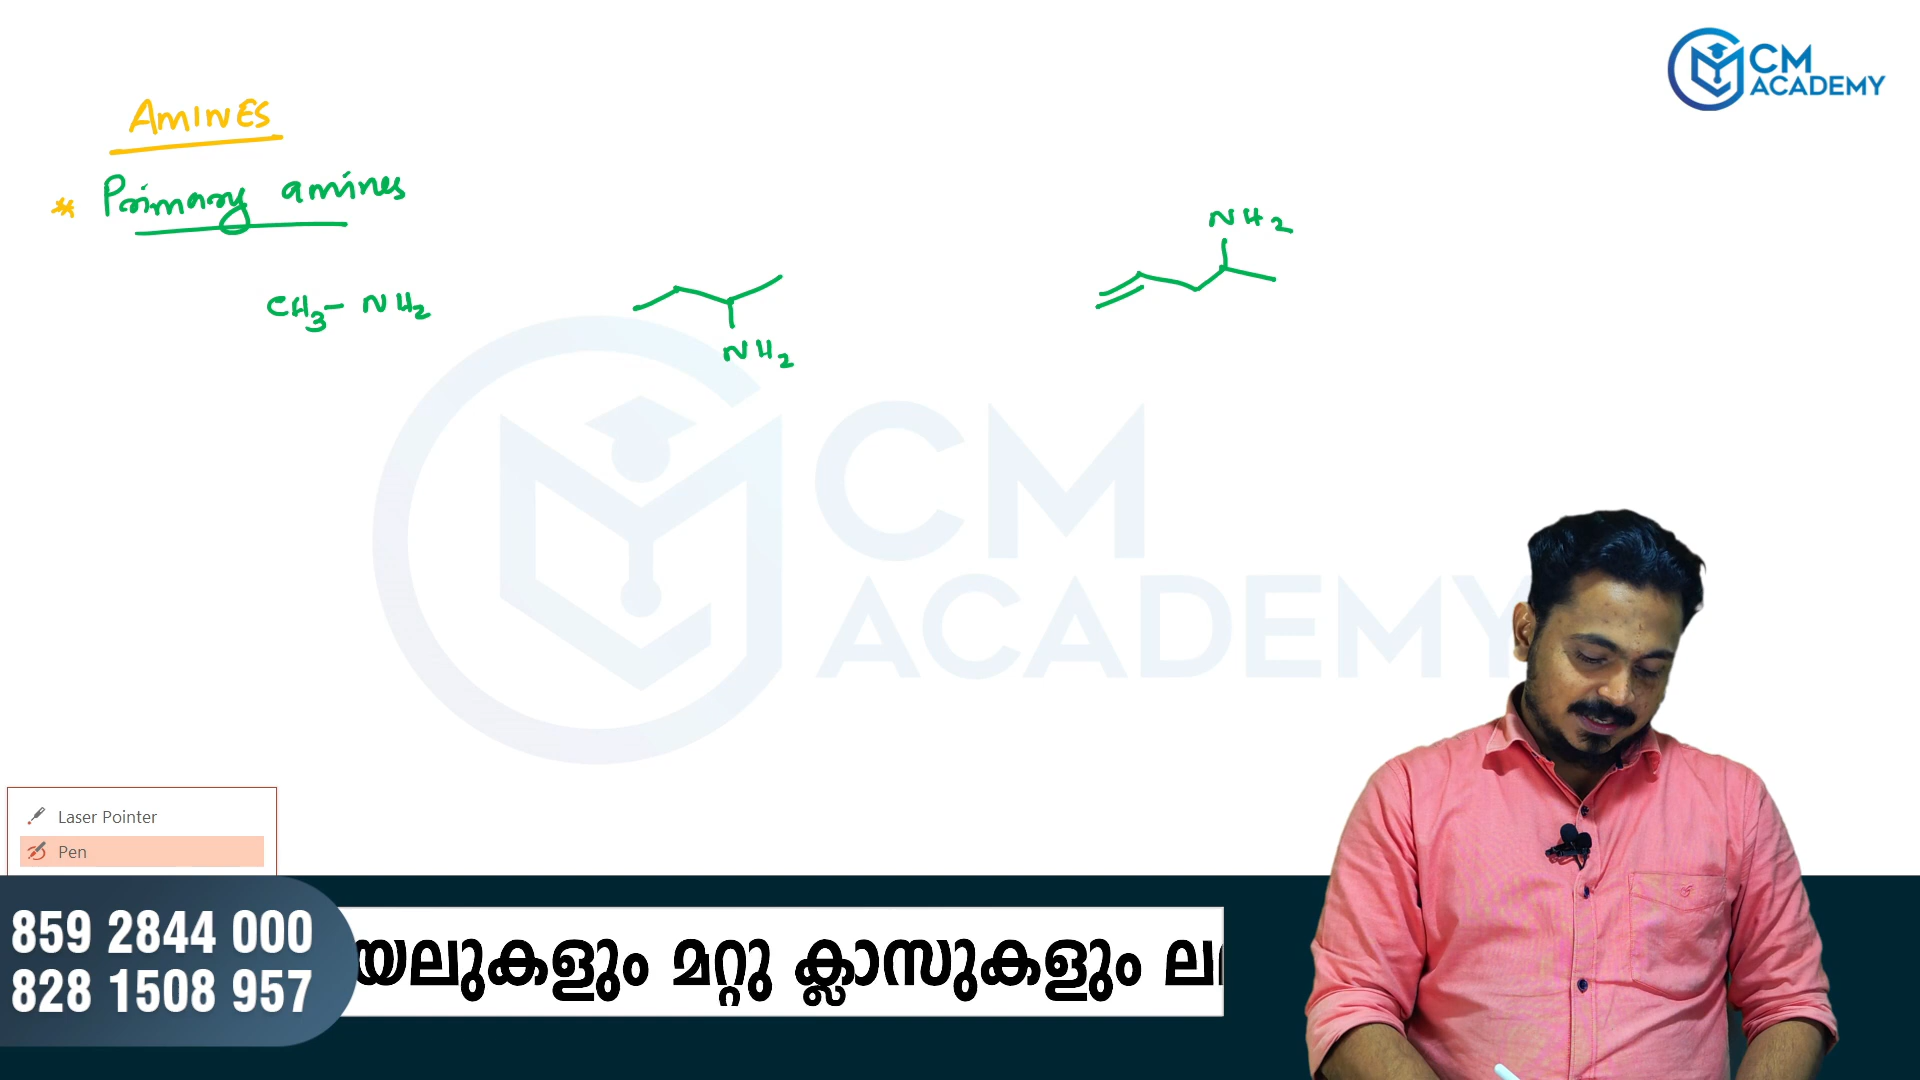 CM
ACADEMY
AMINES
* Primary amines
CH3 - NH2
NH2
NH2
CM
ACADEMY
Laser Pointer
Pen
859 2844 000
828 1508 957
യലുകളും മറ്റു ക്ലാസുകളും